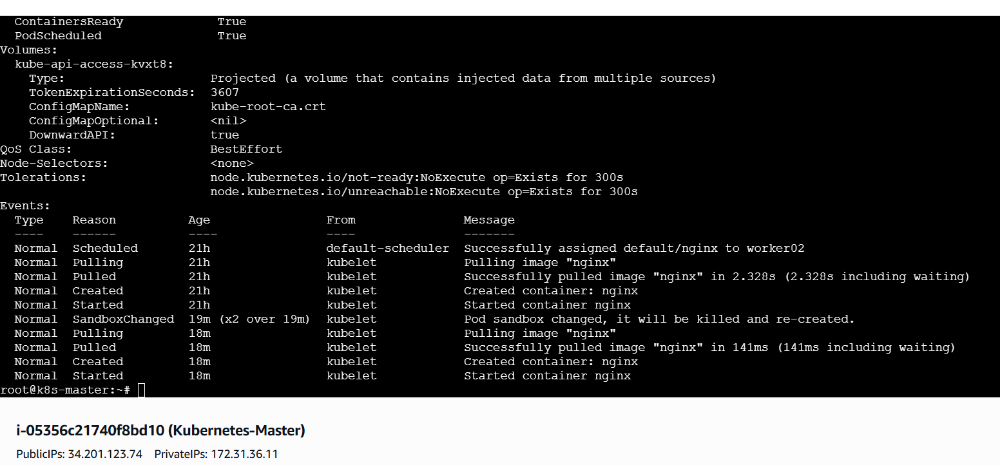 ContainersReady True
PodScheduled True
Volumes:
kube-api-access-kvxt8:
Type: Projected (a volume that contains injected data from multiple sources)
TokenExpirationSeconds: 3607
ConfigMapName: kube-root-ca.crt
ConfigMapOptional: <nil>
DownwardAPI: true
QoS Class: BestEffort
Node-Selectors: <none>
Tolerations: node.kubernetes.io/not-ready:NoExecute op=Exists for 300s
node.kubernetes.io/unreachable:NoExecute op=Exists for 300s
Events:
Type Reason Age From Message
---- ------ ---- ---- -------
Normal Scheduled 21h default-scheduler Successfully assigned default/nginx to worker02
Normal Pulling 21h kubelet Pulling image "nginx"
Normal Pulled 21h kubelet Successfully pulled image "nginx" in 2.328s (2.328s including waiting)
Normal Created 21h kubelet Created container: nginx
Normal Started 21h kubelet Started container nginx
Normal SandboxChanged 19m (x2 over 19m) kubelet Pod sandbox changed, it will be killed and re-created.
Normal Pulling 18m kubelet Pulling image "nginx"
Normal Pulled 18m kubelet Successfully pulled image "nginx" in 141ms (141ms including waiting)
Normal Created 18m kubelet Created container: nginx
Normal Started 18m kubelet Started container nginx
root@k8s-master:~#
i-05356c21740f8bd10 (Kubernetes-Master)
PublicIPs: 34.201.123.74 PrivateIPs: 172.31.36.11